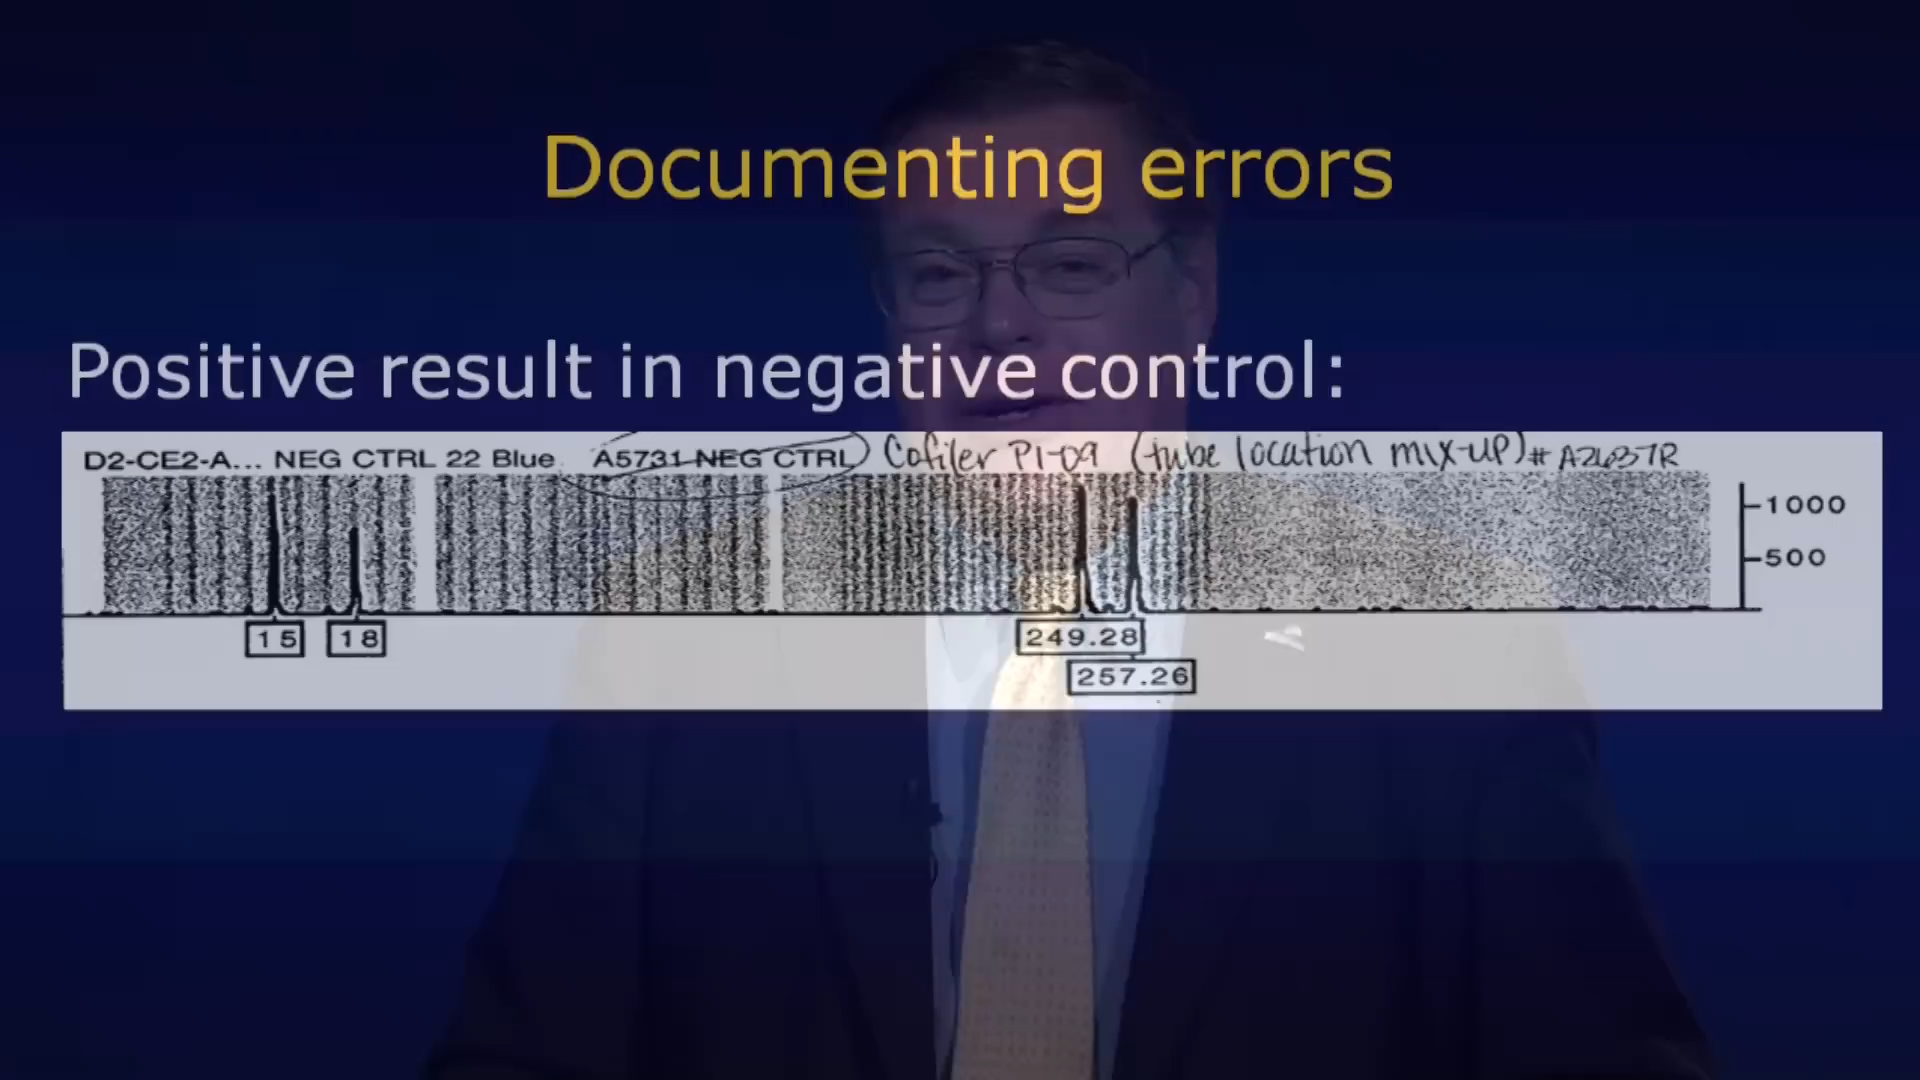 Documenting errors
Positive result in negative control:
D2-CE2-A... NEG CTRL 22 Blue A5731 NEG CTRL Cofiler P1-09 (tube location mix-up)
1000
500
15 18 249.28
257.26